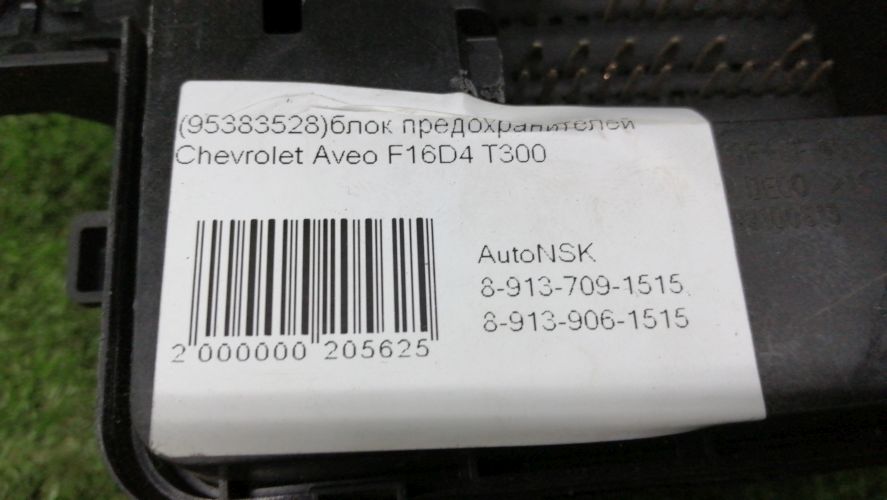 (95383528)блок предохранителей
Chevrolet Aveo F16D4 T300
AutoNSK
8-913-709-1515
8-913-906-1515
2 000000 205625
DELO